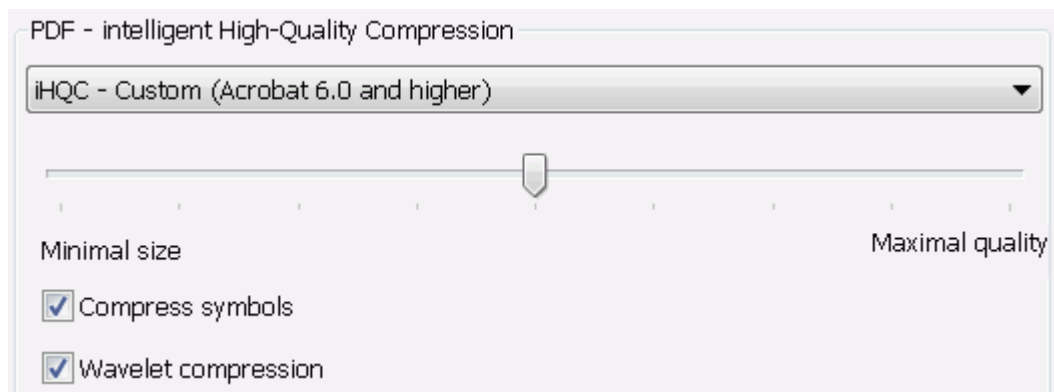 PDF - intelligent High-Quality Compression
iHQC - Custom (Acrobat 6.0 and higher)
Minimal size
Maximal quality
Compress symbols
Wavelet compression